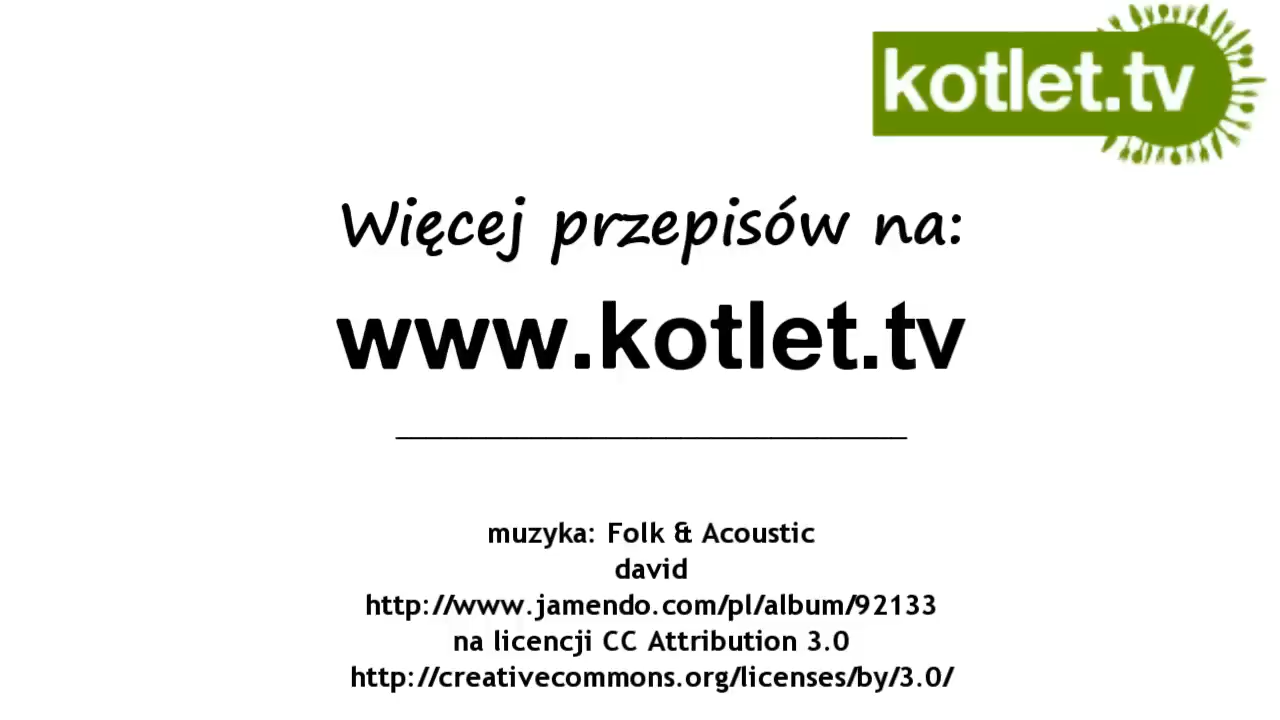 kotlet.tv
Więcej przepisów na:
www.kotlet.tv
muzyka: Folk & Acoustic
david
http://www.jamendo.com/pl/album/92133
na licencji CC Attribution 3.0
http://creativecommons.org/licenses/by/3.0/